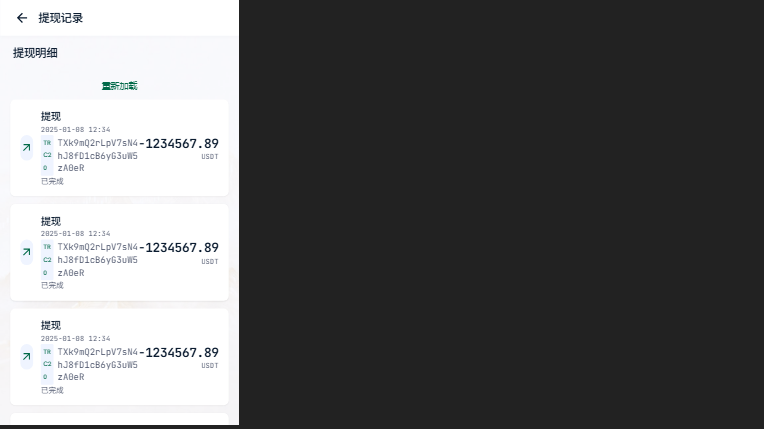 提现记录
提现明细
重新加载
提现
2025-01-08 12:34
TR TXk9mQ2rLpV7sN4 -1234567.89
C2 hJ8fD1cB6yG3uW5 USDT
0 zA0eR
已完成
提现
2025-01-08 12:34
TR TXk9mQ2rLpV7sN4 -1234567.89
C2 hJ8fD1cB6yG3uW5 USDT
0 zA0eR
已完成
提现
2025-01-08 12:34
TR TXk9mQ2rLpV7sN4 -1234567.89
C2 hJ8fD1cB6yG3uW5 USDT
0 zA0eR
已完成